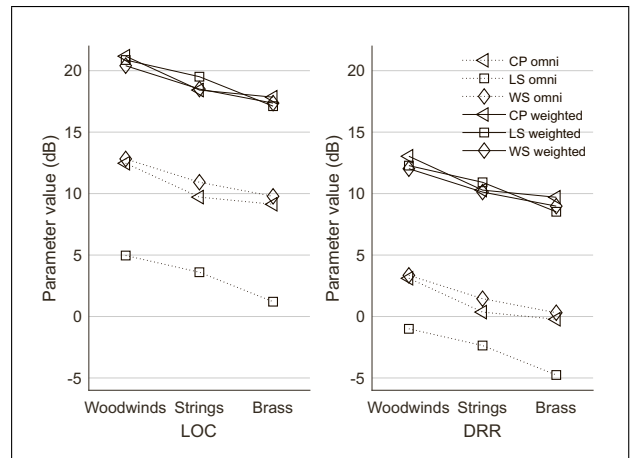 Parameter value (dB)
20
15
10
5
0
-5
Woodwinds Strings Brass
LOC
Parameter value (dB)
20
15
10
5
0
-5
Woodwinds Strings Brass
DRR
CP omni
LS omni
WS omni
CP weighted
LS weighted
WS weighted